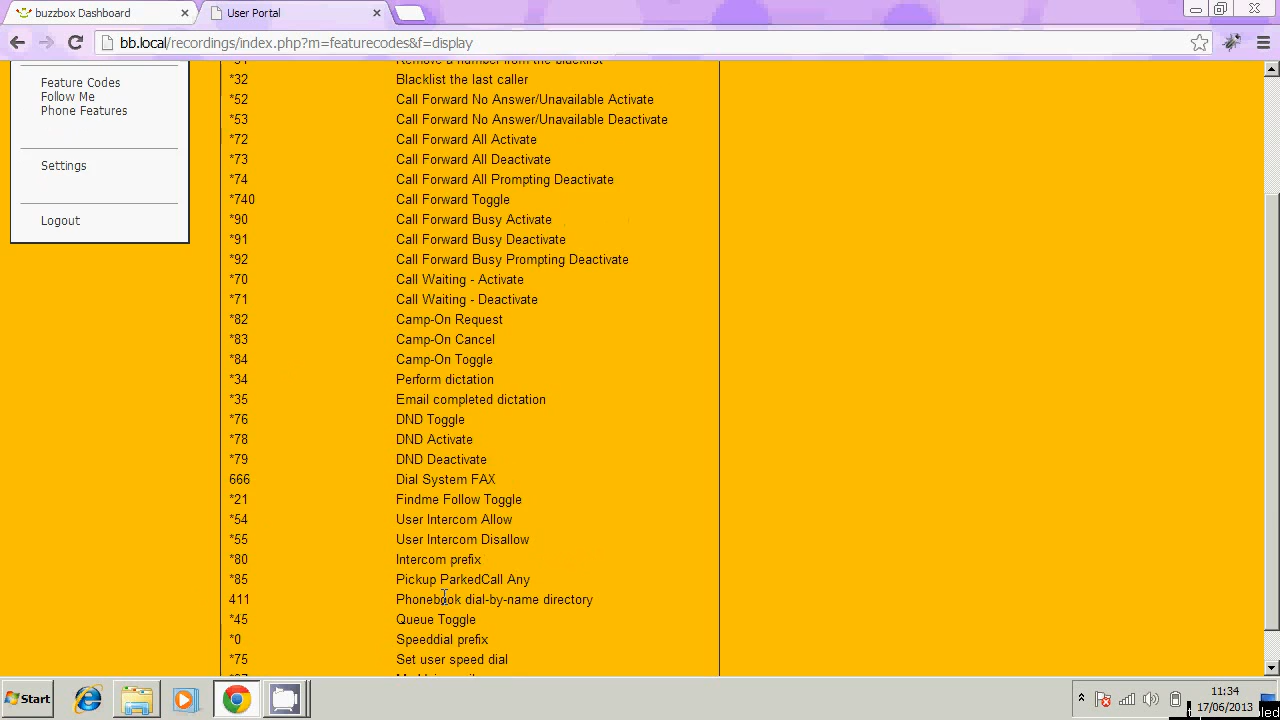 buzzbox Dashboard
User Portal
bb.local/recordings/index.php?m=featurecodes&f=display
Feature Codes
Follow Me
Phone Features
Settings
Logout
Remove a number from the blacklist
*32 Blacklist the last caller
*52 Call Forward No Answer/Unavailable Activate
*53 Call Forward No Answer/Unavailable Deactivate
*72 Call Forward All Activate
*73 Call Forward All Deactivate
*74 Call Forward All Prompting Deactivate
*740 Call Forward Toggle
*90 Call Forward Busy Activate
*91 Call Forward Busy Deactivate
*92 Call Forward Busy Prompting Deactivate
*70 Call Waiting - Activate
*71 Call Waiting - Deactivate
*82 Camp-On Request
*83 Camp-On Cancel
*84 Camp-On Toggle
*34 Perform dictation
*35 Email completed dictation
*76 DND Toggle
*78 DND Activate
*79 DND Deactivate
666 Dial System FAX
*21 Findme Follow Toggle
*54 User Intercom Allow
*55 User Intercom Disallow
*80 Intercom prefix
*85 Pickup ParkedCall Any
411 Phonebook dial-by-name directory
*45 Queue Toggle
*0 Speeddial prefix
*75 Set user speed dial
Start
11:34
17/06/2013